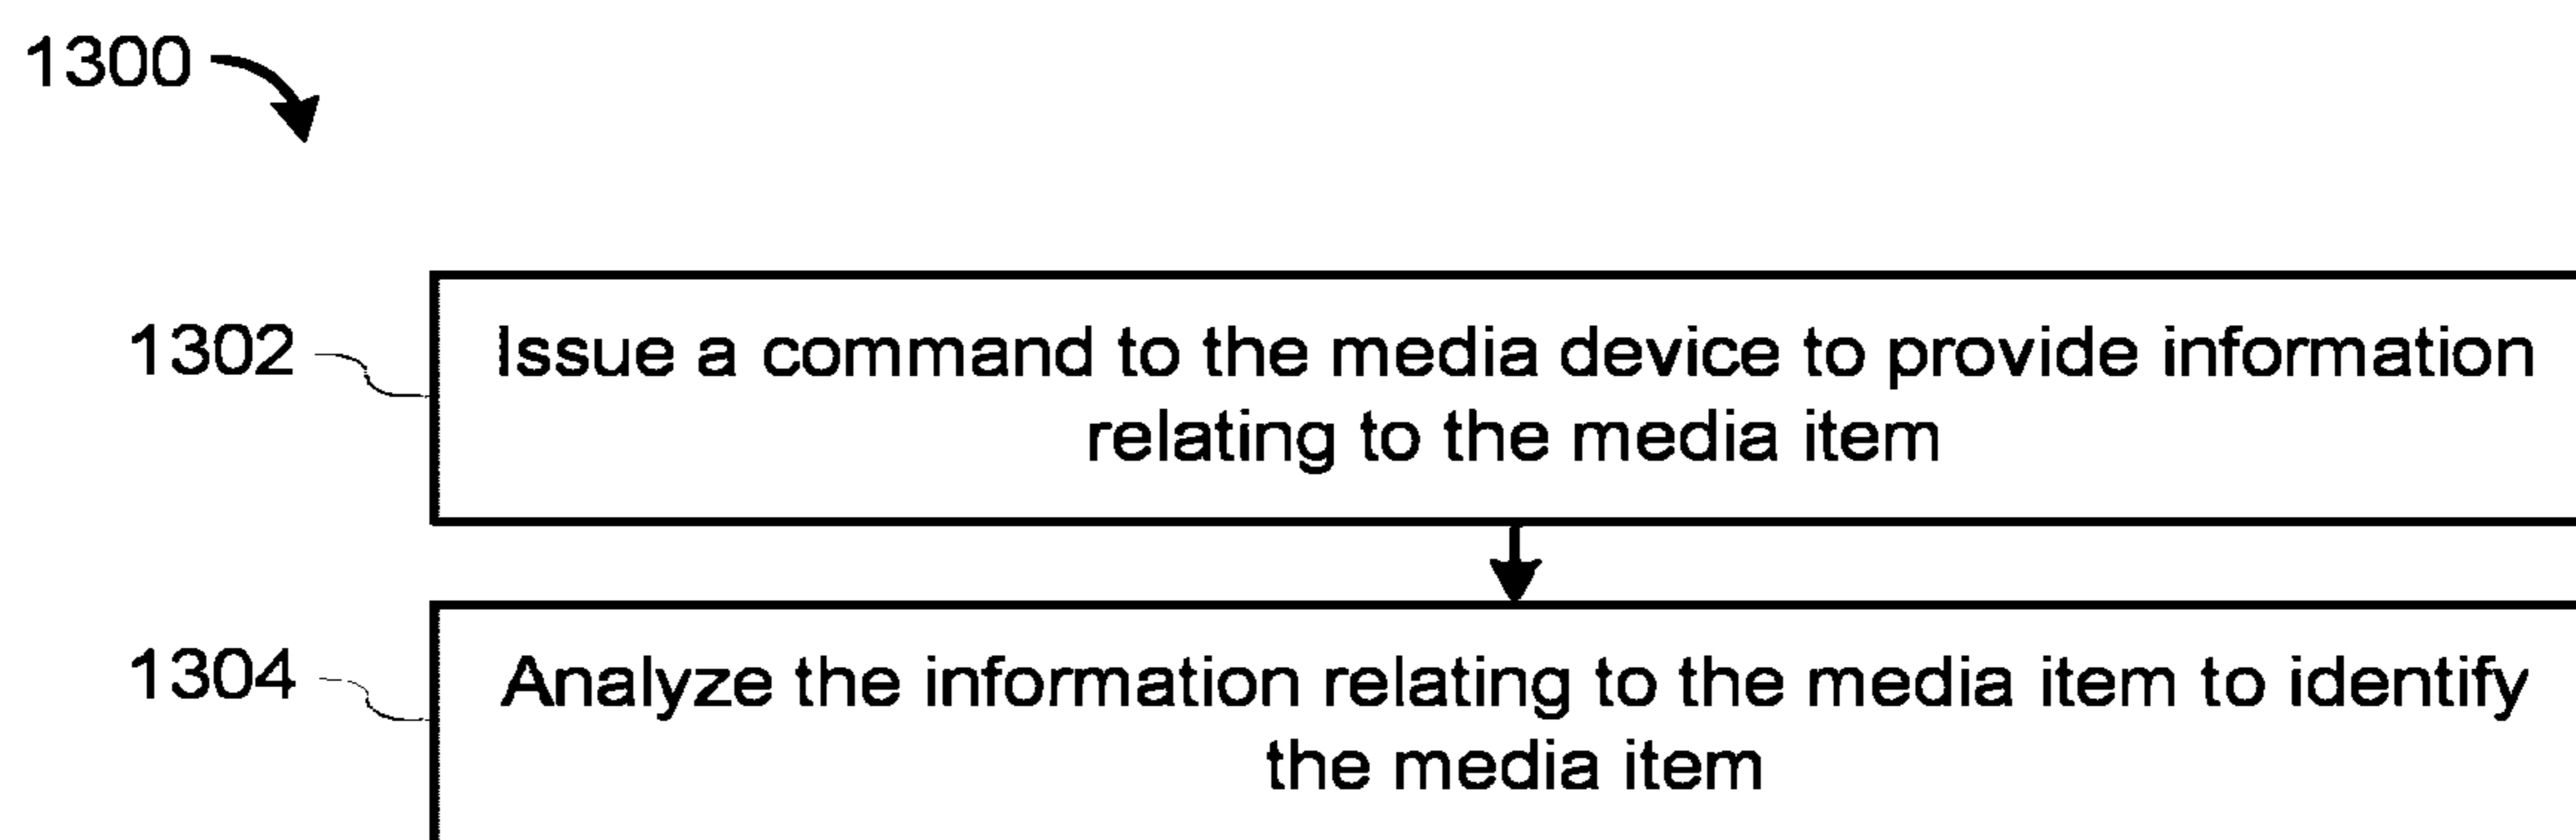 1300
1302
Issue a command to the media device to provide information
relating to the media item
1304
Analyze the information relating to the media item to identify
the media item